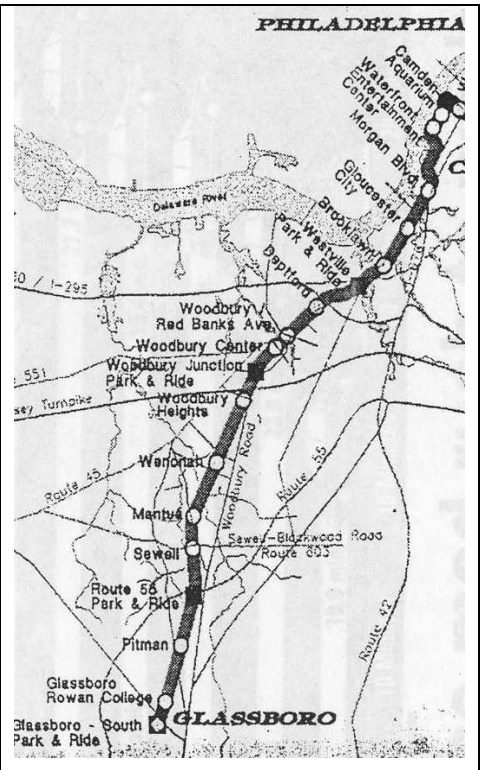 PHILADELPHIA
Camden
Aquarium
Waterfront
Entertainment
Center
Morgan Blvd.
Gloucester
City
Brooklawn
Westville
Park & Ride
Deptford
Delaware River
/ I-295
Woodbury
Red Banks Ave.
Woodbury Center
Woodbury Junction
Park & Ride
551
Turnpike
Woodbury
Heights
Wenonah
Route 45
Woodbury Road
Route 55
Mantua
Sewell-Blackwood Road
Route 603
Sewell
Route 55
Park & Ride
Route 42
Pitman
Glassboro
Rowan College
GLASSBORO
Glassboro - South
Park & Ride